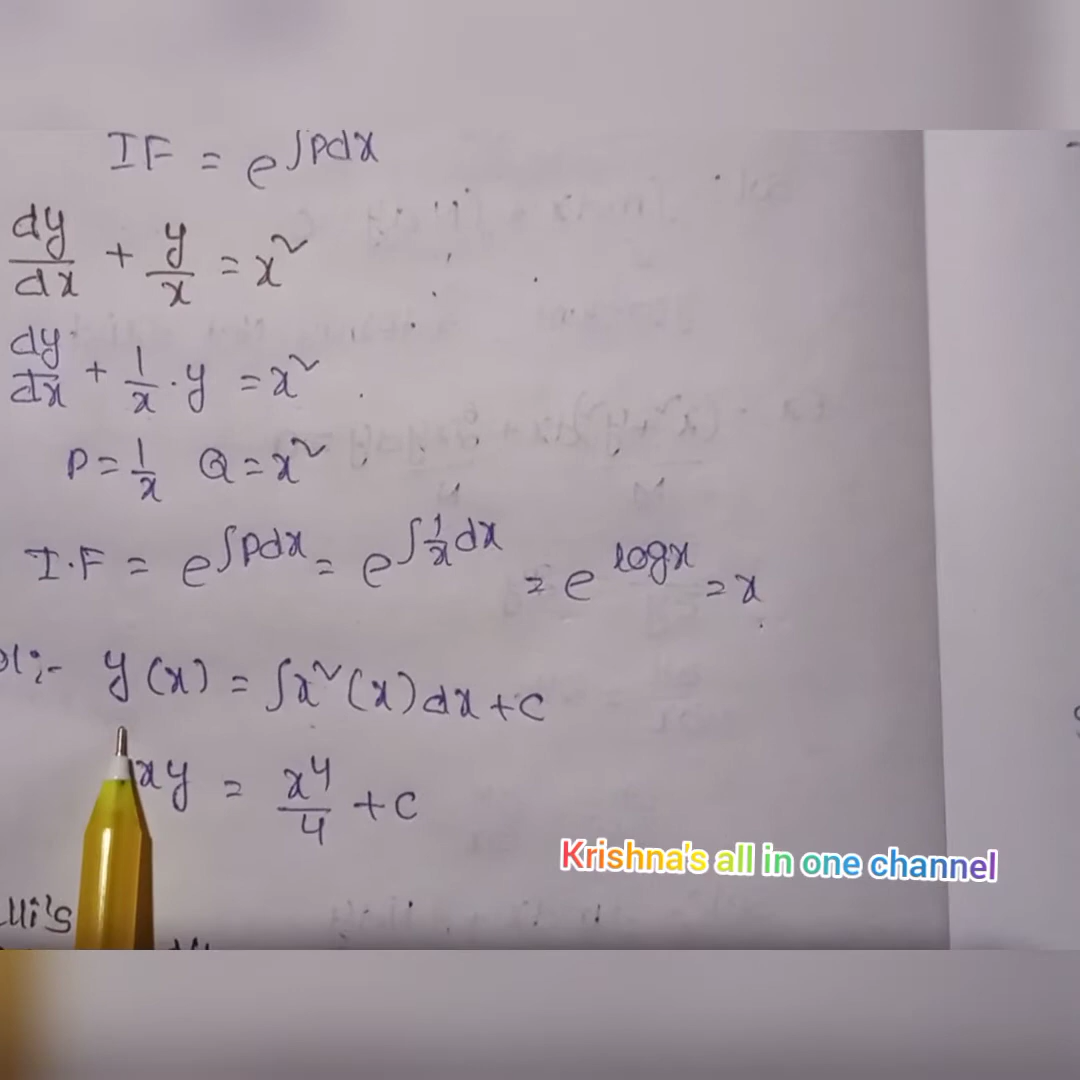 IF = e^∫Pdx
dy/dx + y/x = x²
dy/dx + 1/x · y = x²
P = 1/x Q = x²
I.F = e^∫Pdx = e^∫1/x dx = e^logx = x
y(x) = ∫x²(x)dx + c
xy = x⁴/4 + c
Krishna's all in one channel